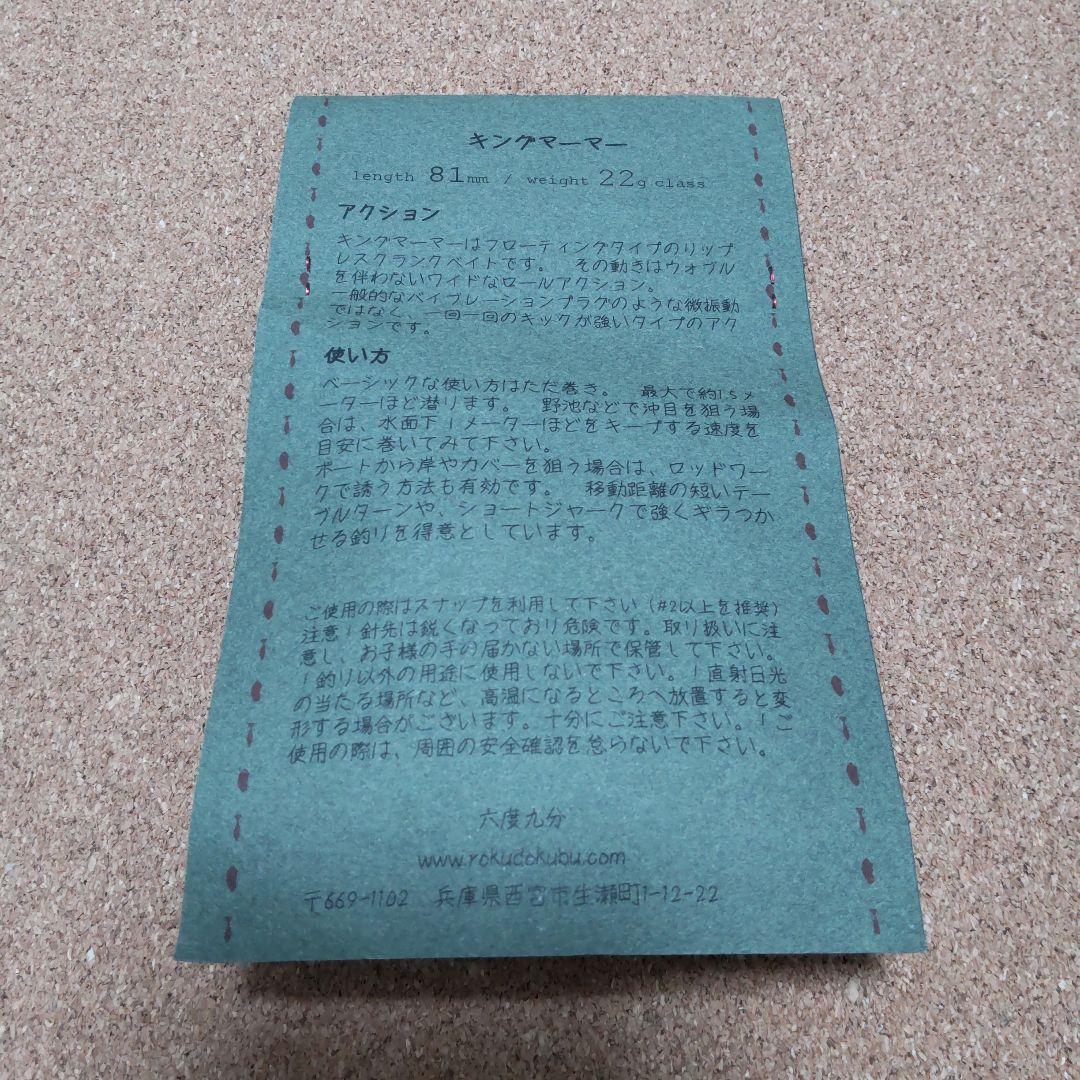 キングマーマー
length 81mm / weight 22g class
アクション
キングマーマーはフローティングタイプのリップ
レスクランクベイトです。 その動きはウォブル
を伴わないワイドなロールアクション。
一般的なバイブレーションプラグのような微振動
ではなく、一回一回のキックが強いタイプのアク
ションです。
使い方
ベーシックな使い方はただ巻き。 最大で約1.5メ
ーターほど潜ります。 野池などで沖目を狙う場
合は、水面下1メーターほどをキープする速度を
目安に巻いてみて下さい。
ボートから岸やカバーを狙う場合は、ロッドワー
クで誘う方法も有効です。 移動距離の短いテー
ブルターンや、ショートジャークで強くギラつか
せる釣りを得意としています。
ご使用の際はスナップを利用して下さい（#2以上を推奨）
注意！針先は鋭くなっており危険です。取り扱いに注
意し、お子様の手の届かない場所で保管して下さい。
！釣り以外の用途に使用しないで下さい。！直射日光
の当たる場所など、高温になるところへ放置すると変
形する場合がございます。十分にご注意下さい。！ご
使用の際は、周囲の安全確認を怠らないで下さい。
六度九分
www.rokudokubu.com
〒669-1102 兵庫県西宮市生瀬町1-12-22